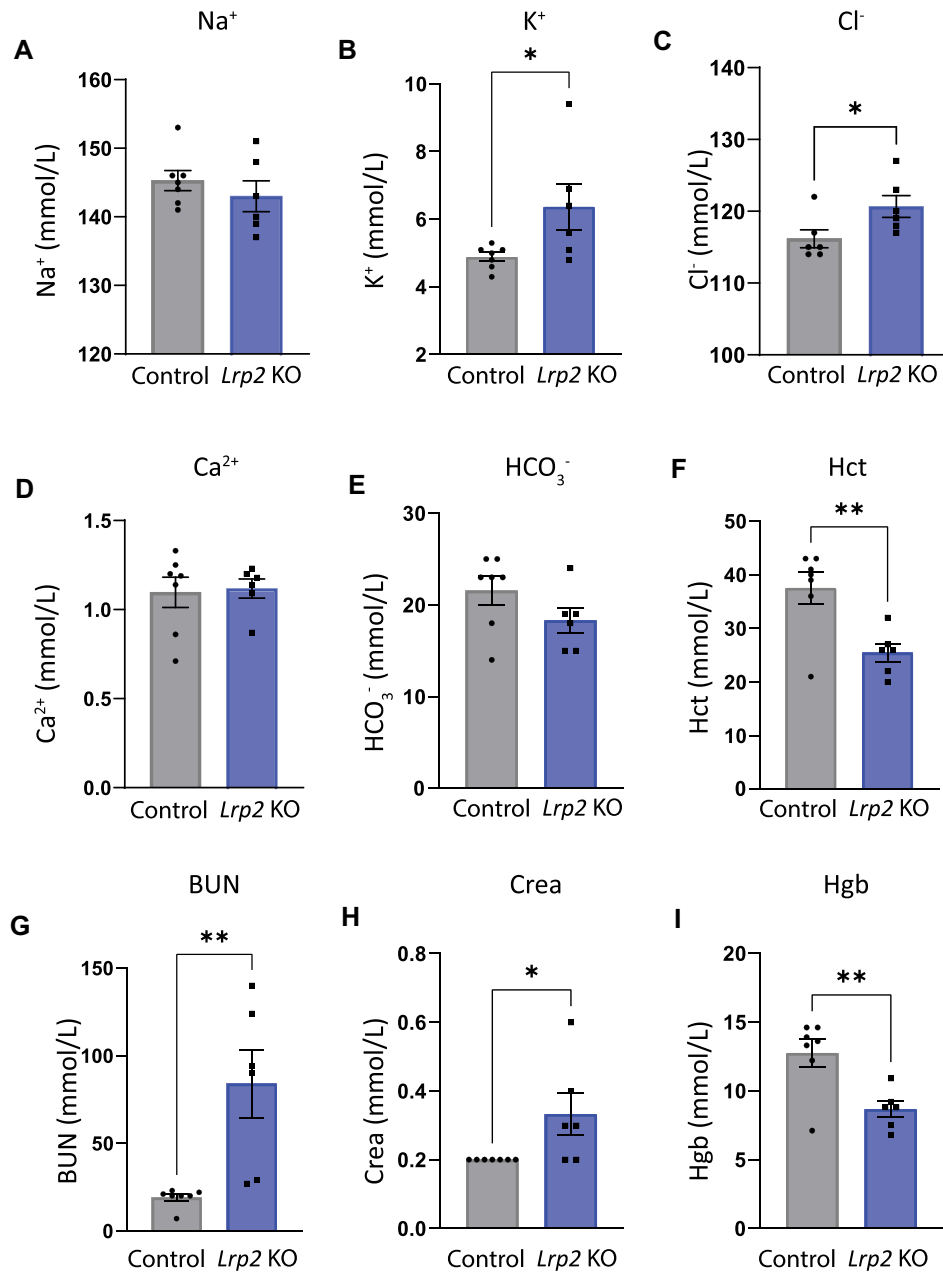 Na⁺ K⁺ Cl⁻
A B C
* *
160 10 140
150 8 130
140 6 120
130 4 110
120 2 100
Na⁺ (mmol/L) K⁺ (mmol/L) Cl⁻ (mmol/L)
Control Lrp2 KO Control Lrp2 KO Control Lrp2 KO
Ca²⁺ HCO₃⁻ Hct
D E F
**
1.5 30 50
1.0 20 40
0.5 10 30
0.0 0 20
10
0
Ca²⁺ (mmol/L) HCO₃⁻ (mmol/L) Hct (mmol/L)
Control Lrp2 KO Control Lrp2 KO Control Lrp2 KO
BUN Crea Hgb
G H I
** * **
150 0.8 20
100 0.6 15
50 0.4 10
0 0.2 5
0.0 0
BUN (mmol/L) Crea (mmol/L) Hgb (mmol/L)
Control Lrp2 KO Control Lrp2 KO Control Lrp2 KO